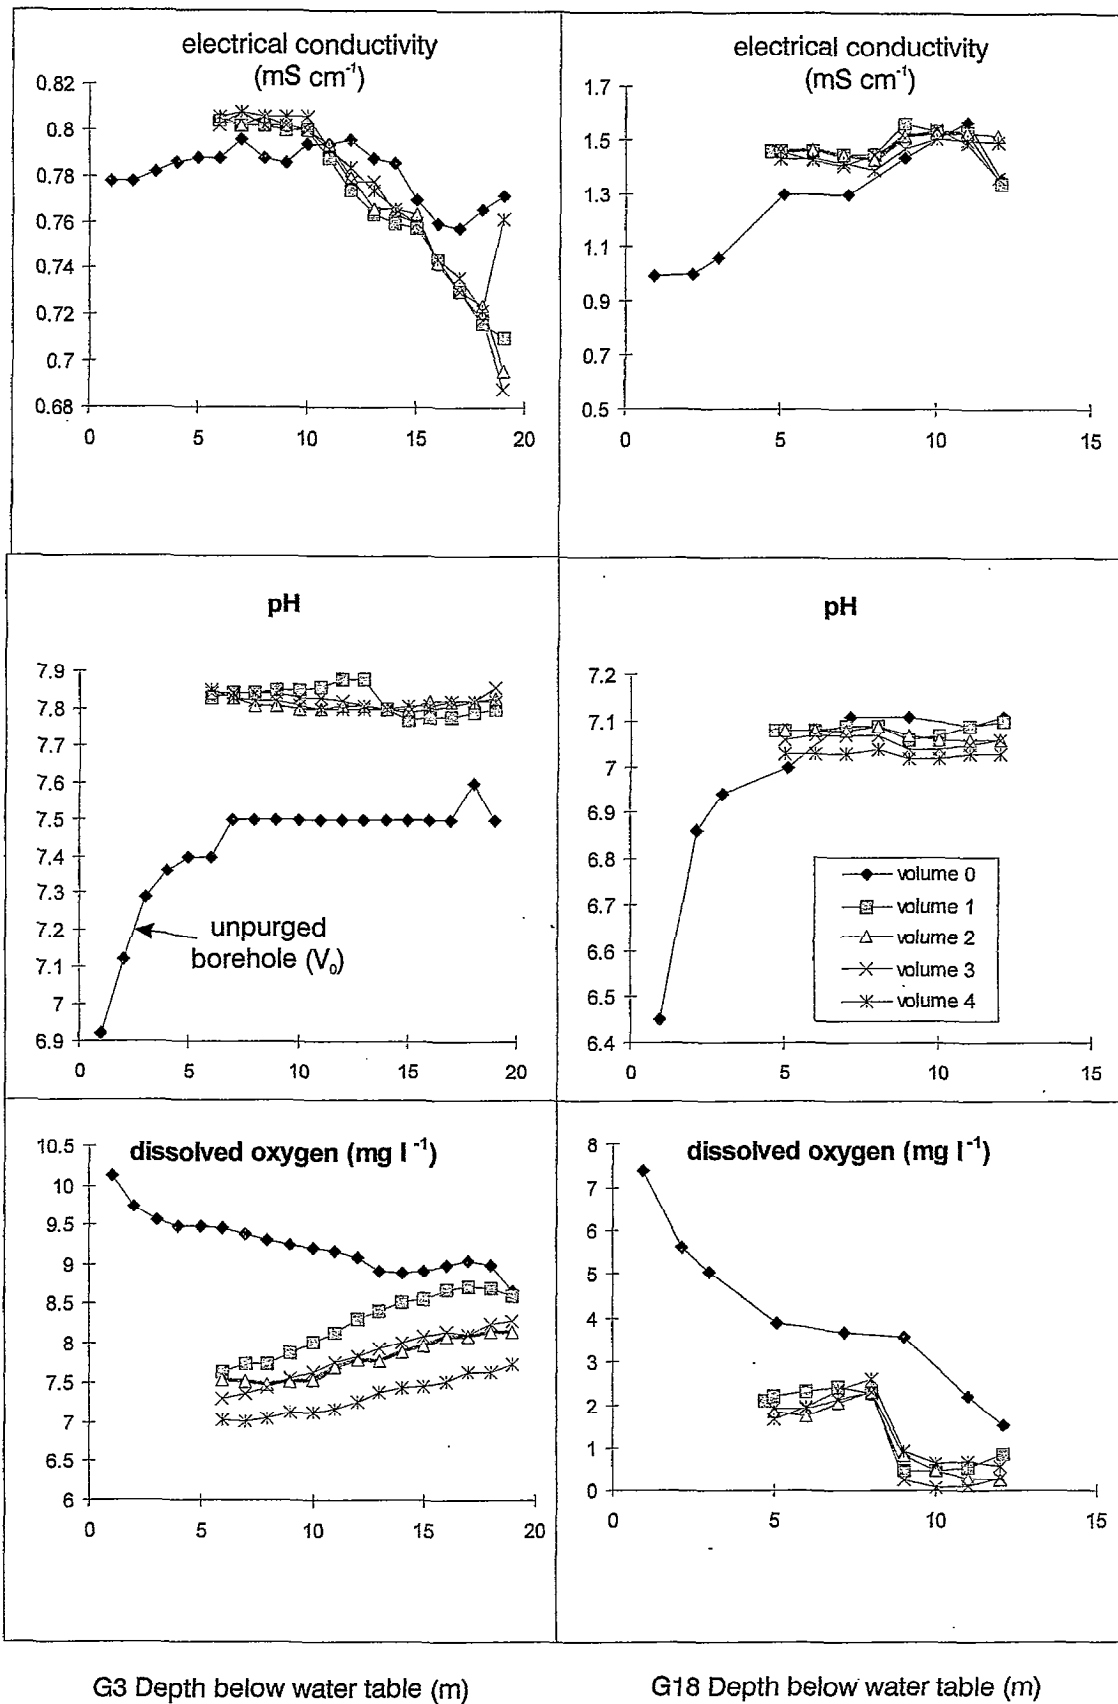 electrical conductivity
(mS cm⁻¹)
0.82
0.8
0.78
0.76
0.74
0.72
0.7
0.68
0 5 10 15 20
electrical conductivity
(mS cm⁻¹)
1.7
1.5
1.3
1.1
0.9
0.7
0.5
0 5 10 15
pH
7.9
7.8
7.7
7.6
7.5
7.4
7.3
7.2
7.1
7
6.9
unpurged
borehole (V₀)
0 5 10 15 20
pH
7.2
7.1
7
6.9
6.8
6.7
6.6
6.5
6.4
volume 0
volume 1
volume 2
volume 3
volume 4
0 5 10 15
dissolved oxygen (mg l⁻¹)
10.5
10
9.5
9
8.5
8
7.5
7
6.5
6
0 5 10 15 20
dissolved oxygen (mg l⁻¹)
8
7
6
5
4
3
2
1
0
0 5 10 15
G3 Depth below water table (m)
G18 Depth below water table (m)